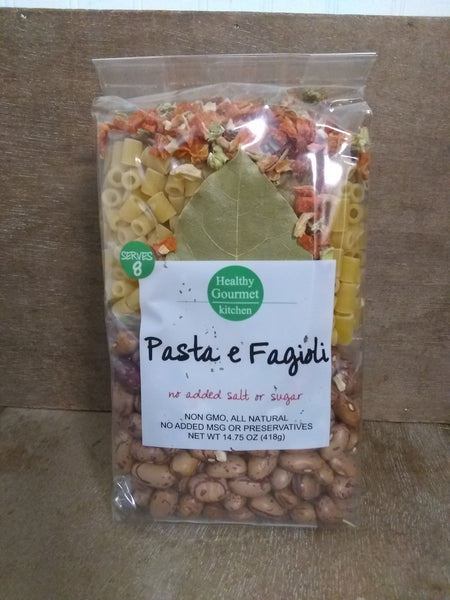 SERVES
8
Healthy
Gourmet
kitchen
Pasta e Fagioli
no added salt or sugar
NON GMO, ALL NATURAL
NO ADDED MSG OR PRESERVATIVES
NET WT 14.75 OZ (418g)